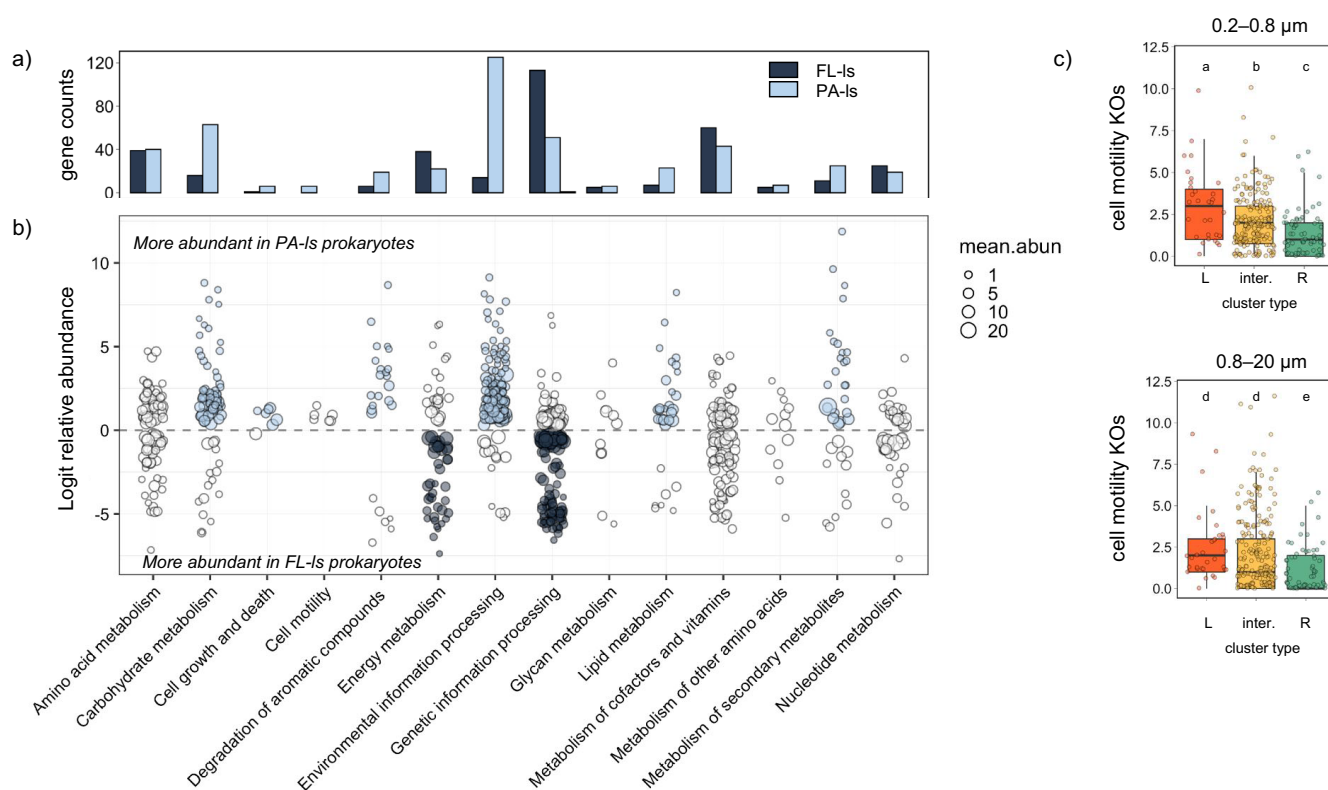 a)
gene counts
120
80
40
0
FL-ls
PA-ls
b)
More abundant in PA-ls prokaryotes
Logit relative abundance
10
5
0
-5
More abundant in FL-ls prokaryotes
Amino acid metabolism
Carbohydrate metabolism
Cell growth and death
Cell motility
Degradation of aromatic compounds
Energy metabolism
Environmental information processing
Genetic information processing
Glycan metabolism
Lipid metabolism
Metabolism of cofactors and vitamins
Metabolism of other amino acids
Metabolism of secondary metabolites
Nucleotide metabolism
mean.abun
1
5
10
20
c)
0.2–0.8 µm
cell motility KOs
12.5
10.0
7.5
5.0
2.5
0.0
a b c
L inter. R
cluster type
0.8–20 µm
cell motility KOs
12.5
10.0
7.5
5.0
2.5
0.0
d d e
L inter. R
cluster type